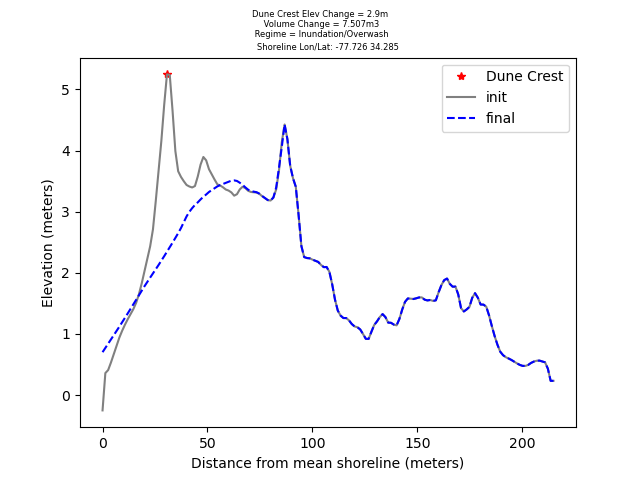 Dune Crest Elev Change = 2.9m
Volume Change = 7.507m3
Regime = Inundation/Overwash
Shoreline Lon/Lat: -77.726 34.285
Dune Crest
init
final
Elevation (meters)
5
4
3
2
1
0
0 50 100 150 200
Distance from mean shoreline (meters)